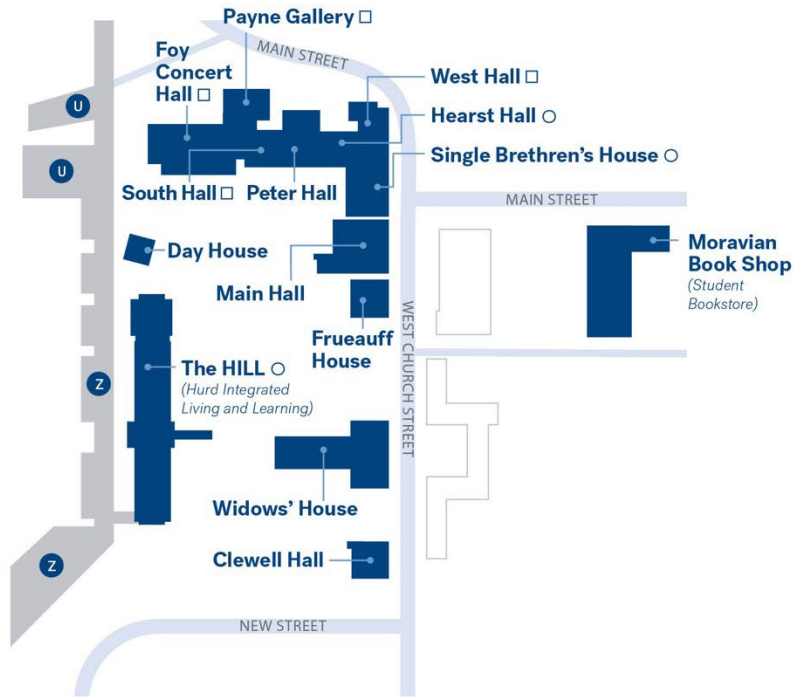 Payne Gallery
MAIN STREET
Foy
Concert
Hall
West Hall
U
Hearst Hall
Single Brethren's House
U
South Hall
Peter Hall
MAIN STREET
Day House
Moravian
Book Shop
(Student
Bookstore)
Main Hall
WEST CHURCH STREET
Frueauff
House
The HILL
(Hurd Integrated
Living and Learning)
Z
Widows' House
Clewell Hall
Z
NEW STREET